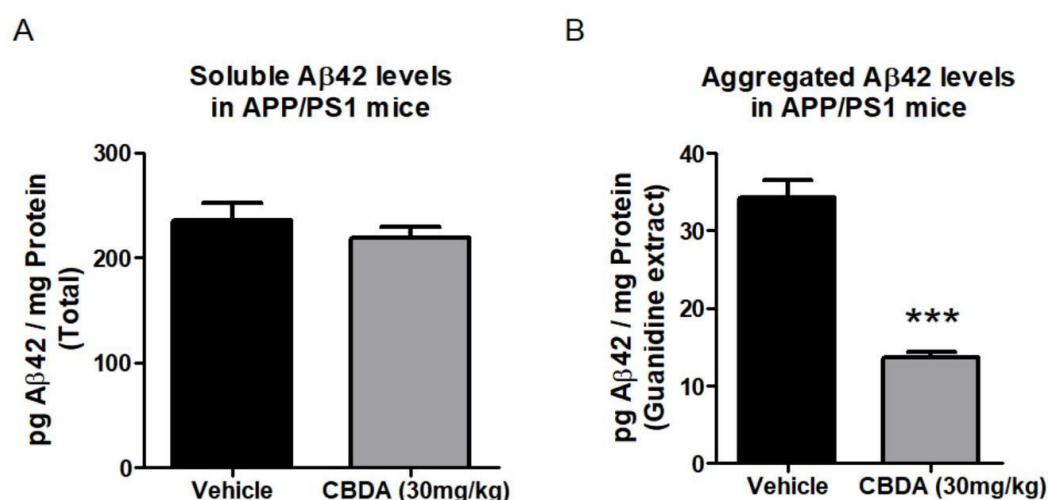 A
Soluble Aβ42 levels
in APP/PS1 mice
pg Aβ42 / mg Protein
(Total)
300
200
100
0
Vehicle
CBDA (30mg/kg)
B
Aggregated Aβ42 levels
in APP/PS1 mice
pg Aβ42 / mg Protein
(Guanidine extract)
40
30
20
10
0
***
Vehicle
CBDA (30mg/kg)